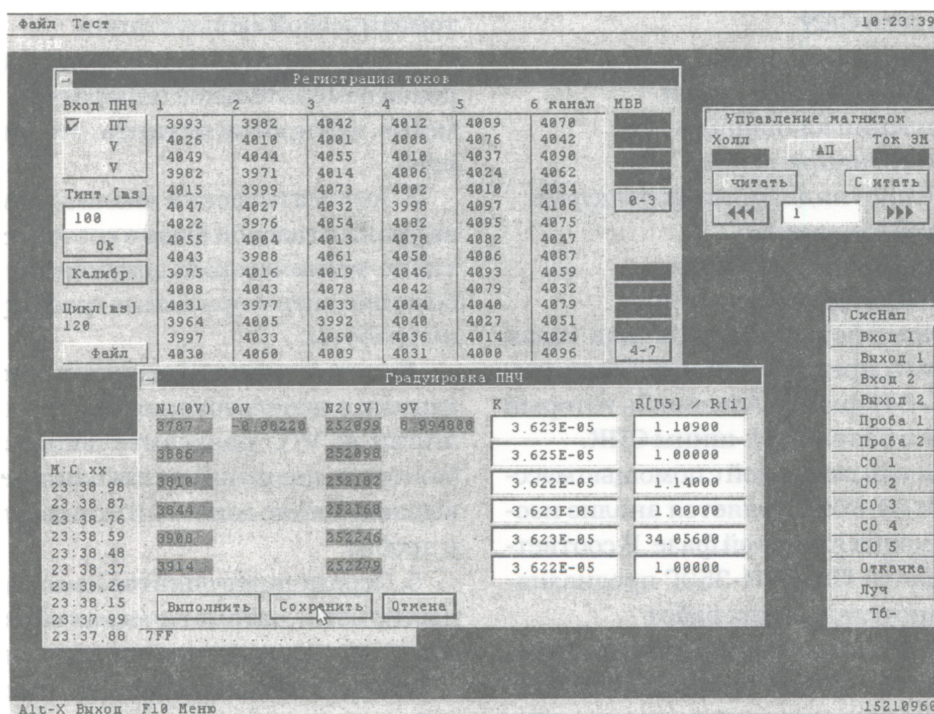 Файл Тест 10:23:39
Тесты
Регистрация токов
Вход ПНЧ 1 2 3 4 5 6 канал МВВ
ПТ 3993 3982 4042 4012 4089 4070
V 4026 4010 4001 4008 4076 4042
4049 4044 4055 4010 4037 4090
V 3982 3971 4014 4006 4024 4062
Тинт.[ms] 4015 3999 4073 4002 4010 4034
4047 4027 4032 3998 4097 4106 0-3
100 4022 3976 4054 4082 4095 4075
Ok 4055 4004 4013 4078 4082 4047
4043 3988 4061 4050 4006 4087
Калибр. 3975 4016 4019 4046 4093 4059
4008 4043 4078 4042 4079 4032
Цикл[ms] 4031 3977 4033 4044 4040 4079
120 3964 4005 3992 4040 4027 4051
3997 4033 4050 4036 4014 4024
Файл 4030 4060 4009 4031 4000 4096 4-7
Управление магнитом
Холл АП Ток ЭМ
Считать Считать
◄◄◄ 1 ►►►
СисНап
Вход 1
Выход 1
Вход 2
Выход 2
Проба 1
Проба 2
СО 1
СО 2
СО 3
СО 4
СО 5
Откачка
Луч
Тб-
Градуировка ПНЧ
N1(0V) 0V N2(9V) 9V K R[U5] / R[i]
3787 -0.00220 252099 8.994800 3.623E-05 1.10900
3886 252098 3.625E-05 1.00000
3810 252182 3.622E-05 1.14000
3844 252168 3.623E-05 1.00000
3908 252246 3.623E-05 34.05600
3914 252279 3.622E-05 1.00000
Выполнить Сохранить Отмена
М:С.xx
23:38.98
23:38.87
23:38.76
23:38.59
23:38.48
23:38.37
23:38.26
23:38.15
23:37.99
23:37.88 7FF
Alt-X Выход F10 Меню 15210960